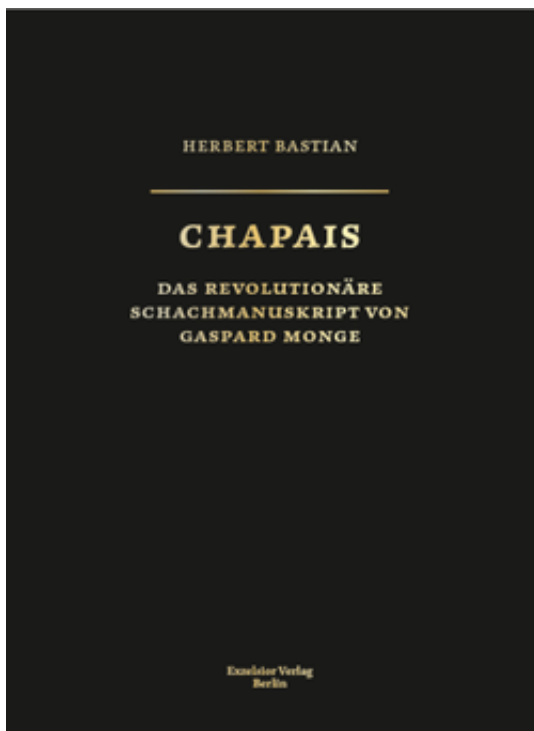 HERBERT BASTIAN
CHAPAIS
DAS REVOLUTIONÄRE
SCHACHMANUSKRIPT VON
GASPARD MONGE
Exzelsior Verlag
Berlin